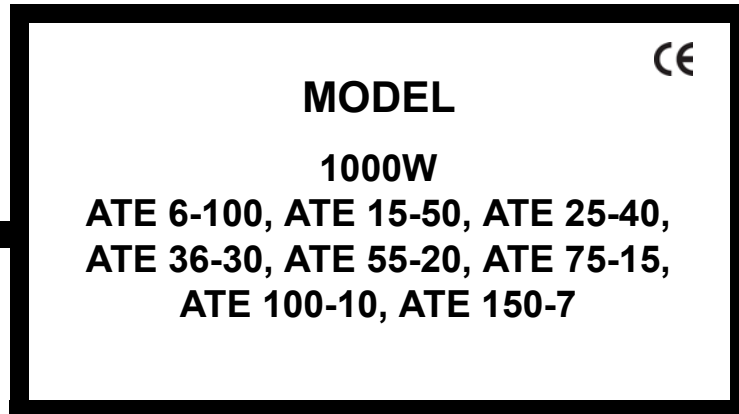 CE
MODEL
1000W
ATE 6-100, ATE 15-50, ATE 25-40,
ATE 36-30, ATE 55-20, ATE 75-15,
ATE 100-10, ATE 150-7